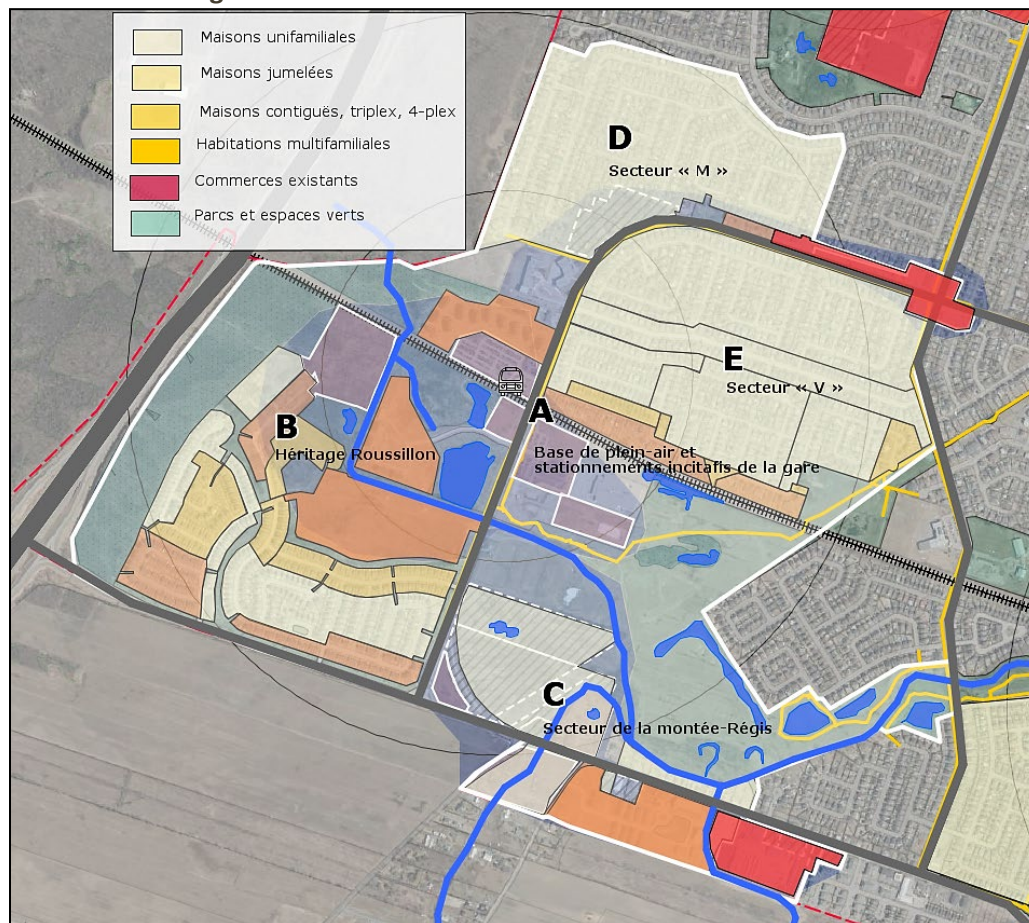 Maisons unifamiliales
Maisons jumelées
Maisons contiguës, triplex, 4-plex
Habitations multifamiliales
Commerces existants
Parcs et espaces verts
D
Secteur « M »
E
Secteur « V »
A
Base de plein-air et
stationnements incitafis de la gare
B
Héritage Roussillon
C
Secteur de la montée-Régis